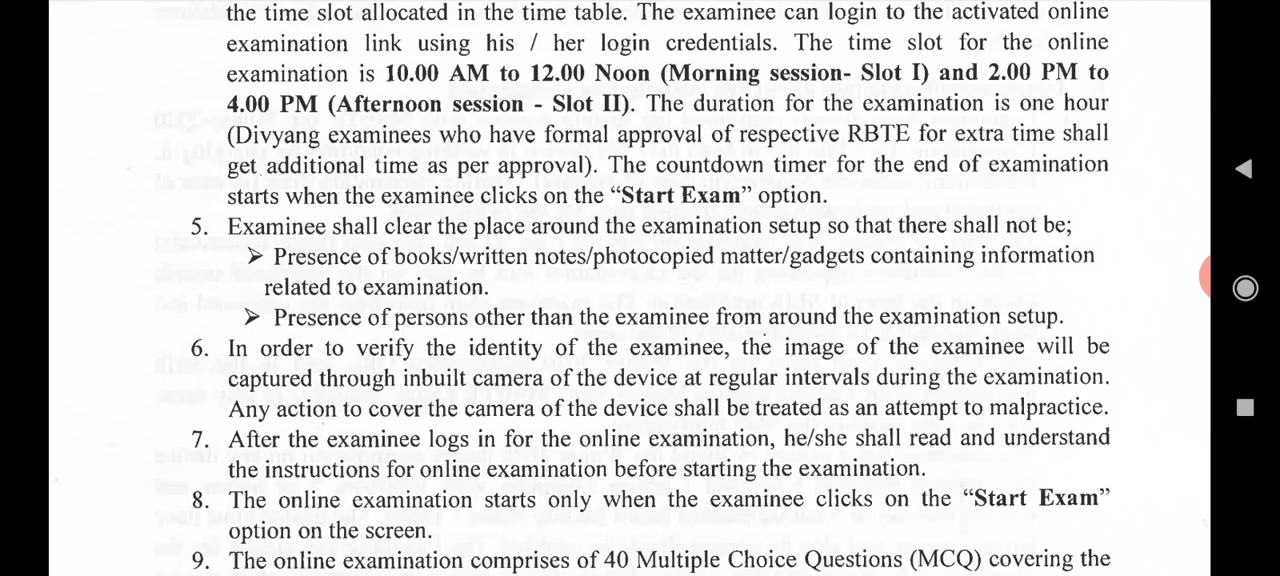 the time slot allocated in the time table. The examinee can login to the activated online
examination link using his / her login credentials. The time slot for the online
examination is 10.00 AM to 12.00 Noon (Morning session- Slot I) and 2.00 PM to
4.00 PM (Afternoon session - Slot II). The duration for the examination is one hour
(Divyang examinees who have formal approval of respective RBTE for extra time shall
get additional time as per approval). The countdown timer for the end of examination
starts when the examinee clicks on the “Start Exam” option.
5. Examinee shall clear the place around the examination setup so that there shall not be;
➢ Presence of books/written notes/photocopied matter/gadgets containing information
related to examination.
➢ Presence of persons other than the examinee from around the examination setup.
6. In order to verify the identity of the examinee, the image of the examinee will be
captured through inbuilt camera of the device at regular intervals during the examination.
Any action to cover the camera of the device shall be treated as an attempt to malpractice.
7. After the examinee logs in for the online examination, he/she shall read and understand
the instructions for online examination before starting the examination.
8. The online examination starts only when the examinee clicks on the “Start Exam”
option on the screen.
9. The online examination comprises of 40 Multiple Choice Questions (MCQ) covering the